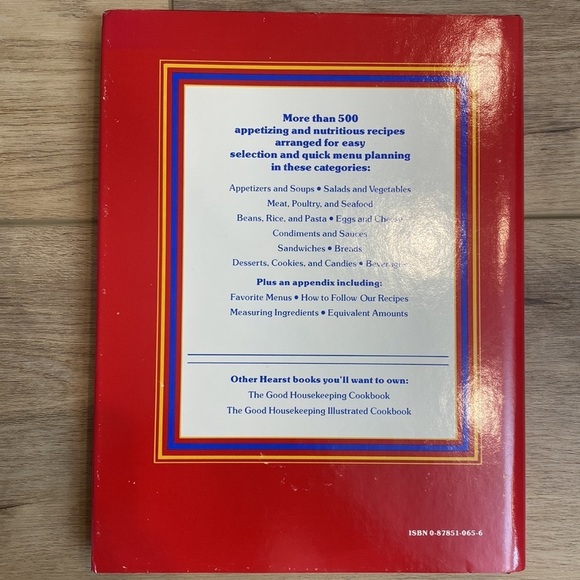 More than 500
appetizing and nutritious recipes
arranged for easy
selection and quick menu planning
in these categories:
Appetizers and Soups • Salads and Vegetables
Meat, Poultry, and Seafood
Beans, Rice, and Pasta • Eggs and Cheese
Condiments and Sauces
Sandwiches • Breads
Desserts, Cookies, and Candies • Beverages
Plus an appendix including:
Favorite Menus • How to Follow Our Recipes
Measuring Ingredients • Equivalent Amounts
Other Hearst books you'll want to own:
The Good Housekeeping Cookbook
The Good Housekeeping Illustrated Cookbook
ISBN 0-87851-065-6